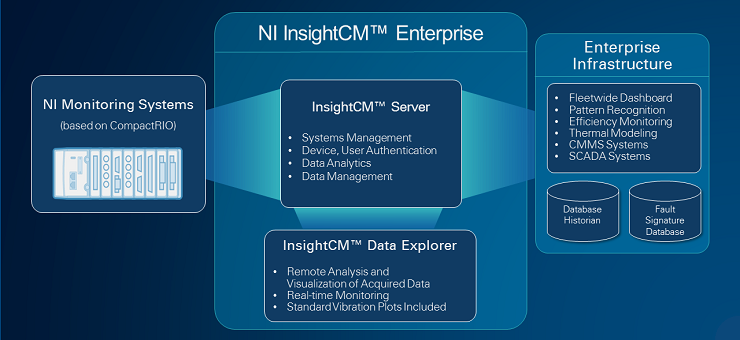 NI InsightCM™ Enterprise
NI Monitoring Systems
(based on CompactRIO)
InsightCM™ Server
• Systems Management
• Device, User Authentication
• Data Analytics
• Data Management
InsightCM™ Data Explorer
• Remote Analysis and
Visualization of Acquired Data
• Real-time Monitoring
• Standard Vibration Plots Included
Enterprise
Infrastructure
• Fleetwide Dashboard
• Pattern Recognition
• Efficiency Monitoring
• Thermal Modeling
• CMMS Systems
• SCADA Systems
Database
Historian
Fault
Signature
Database